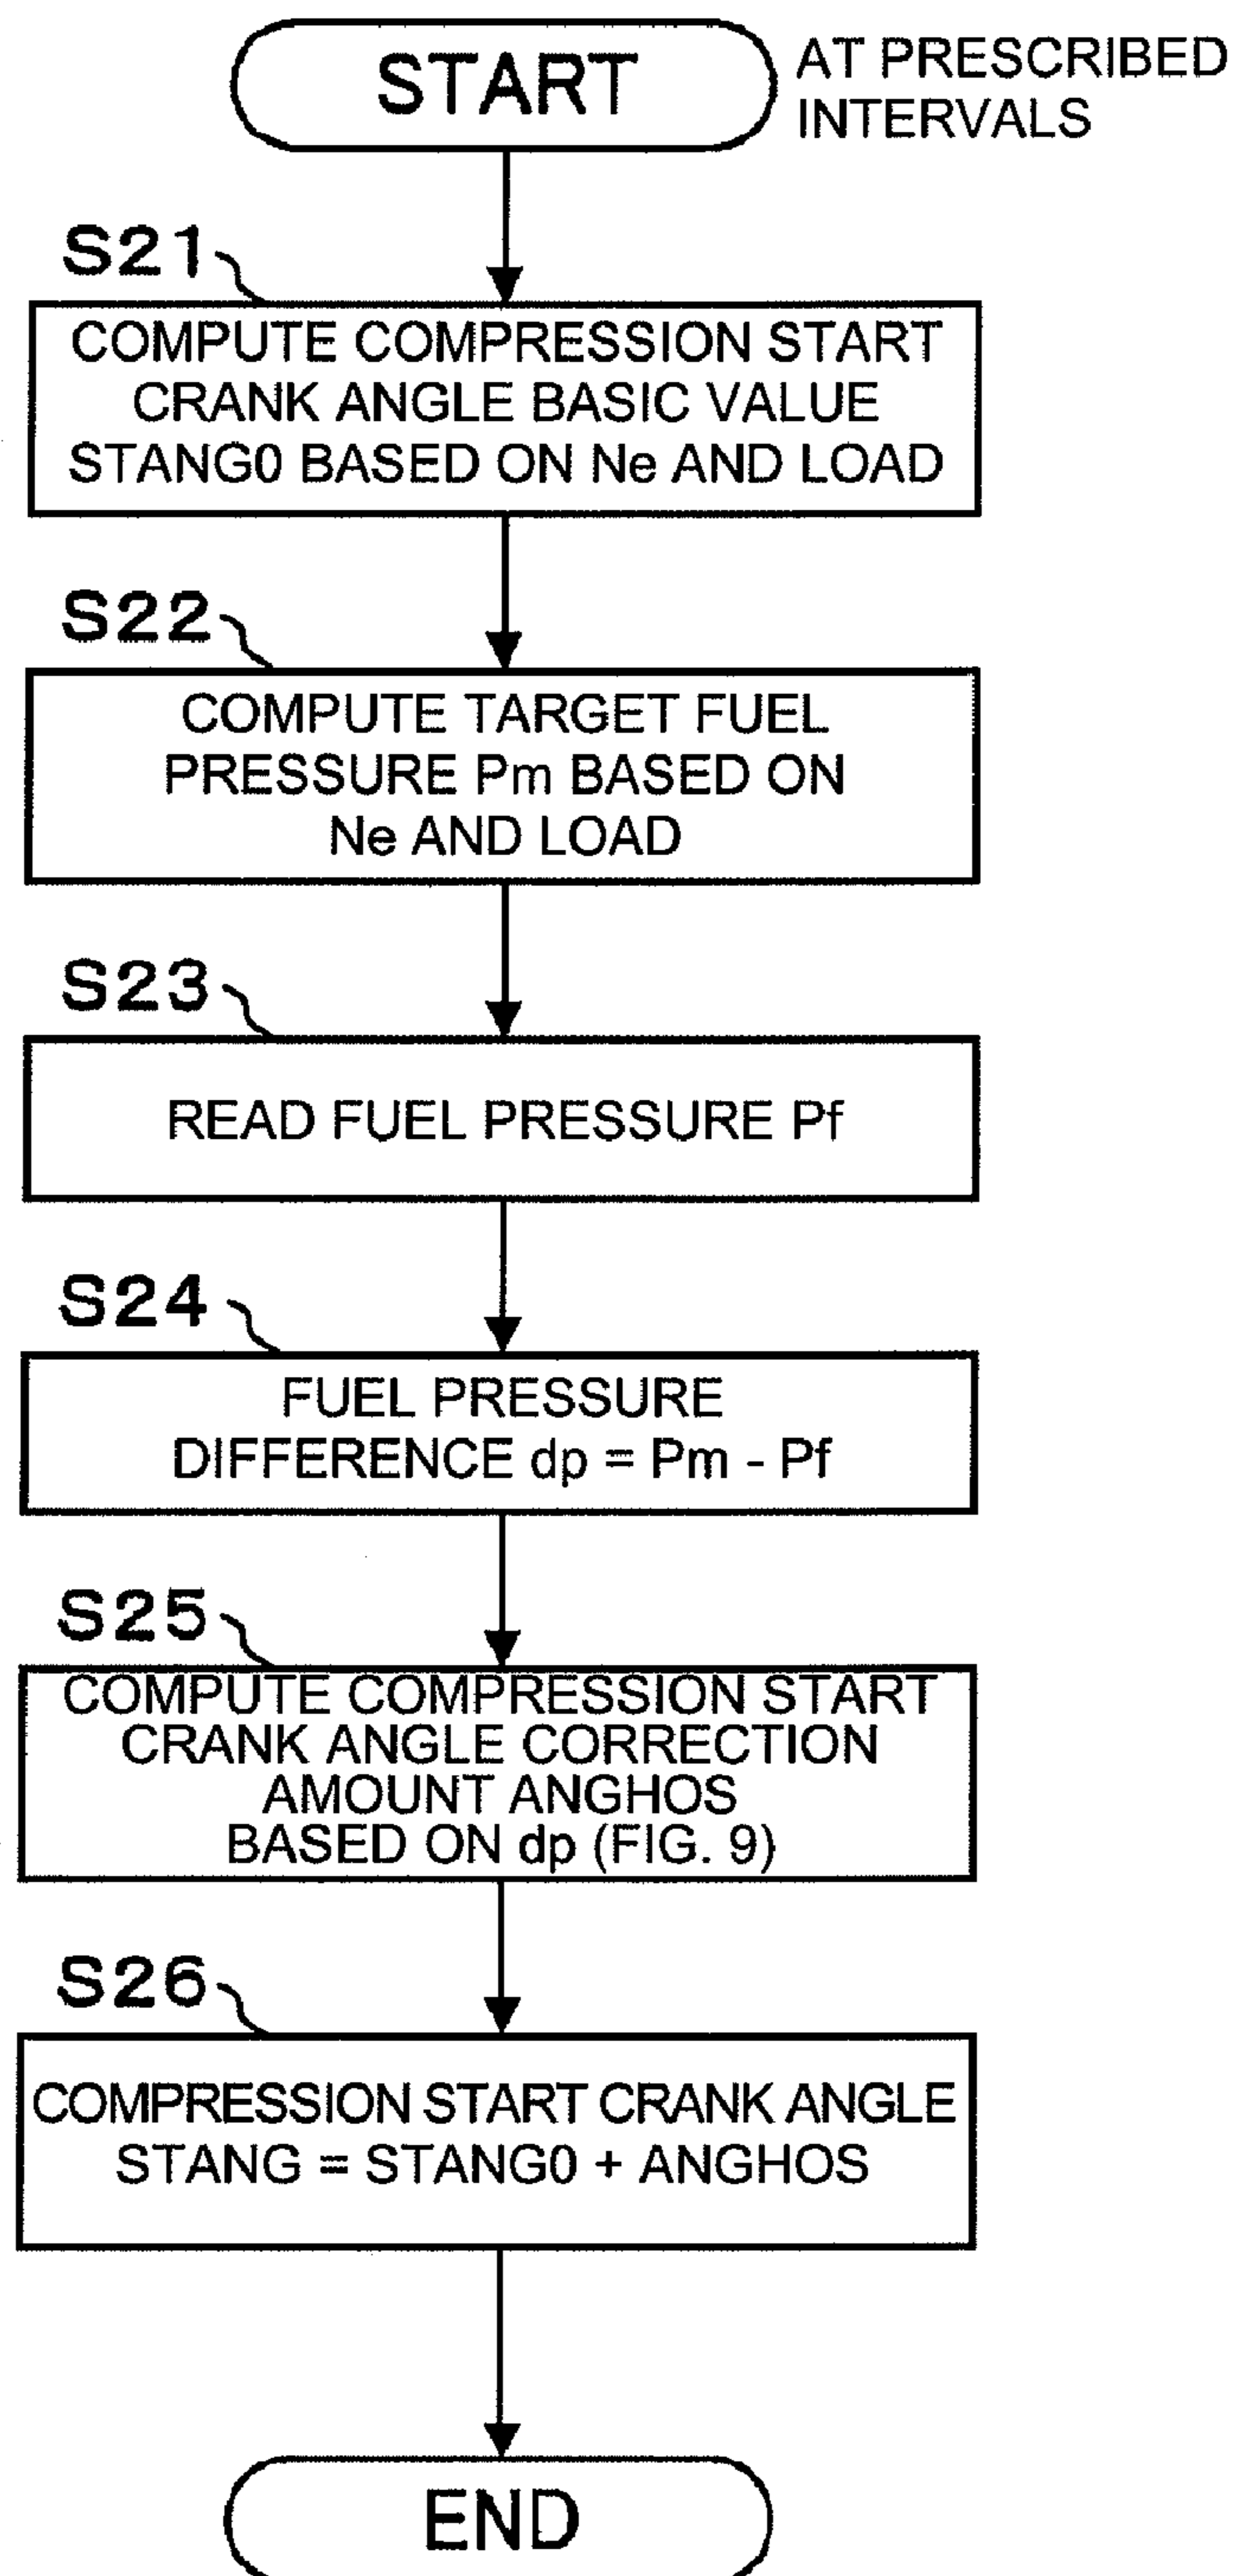 START
AT PRESCRIBED
INTERVALS
S21
COMPUTE COMPRESSION START
CRANK ANGLE BASIC VALUE
STANG0 BASED ON Ne AND LOAD
S22
COMPUTE TARGET FUEL
PRESSURE Pm BASED ON
Ne AND LOAD
S23
READ FUEL PRESSURE Pf
S24
FUEL PRESSURE
DIFFERENCE dp = Pm - Pf
S25
COMPUTE COMPRESSION START
CRANK ANGLE CORRECTION
AMOUNT ANGHOS
BASED ON dp (FIG. 9)
S26
COMPRESSION START CRANK ANGLE
STANG = STANG0 + ANGHOS
END